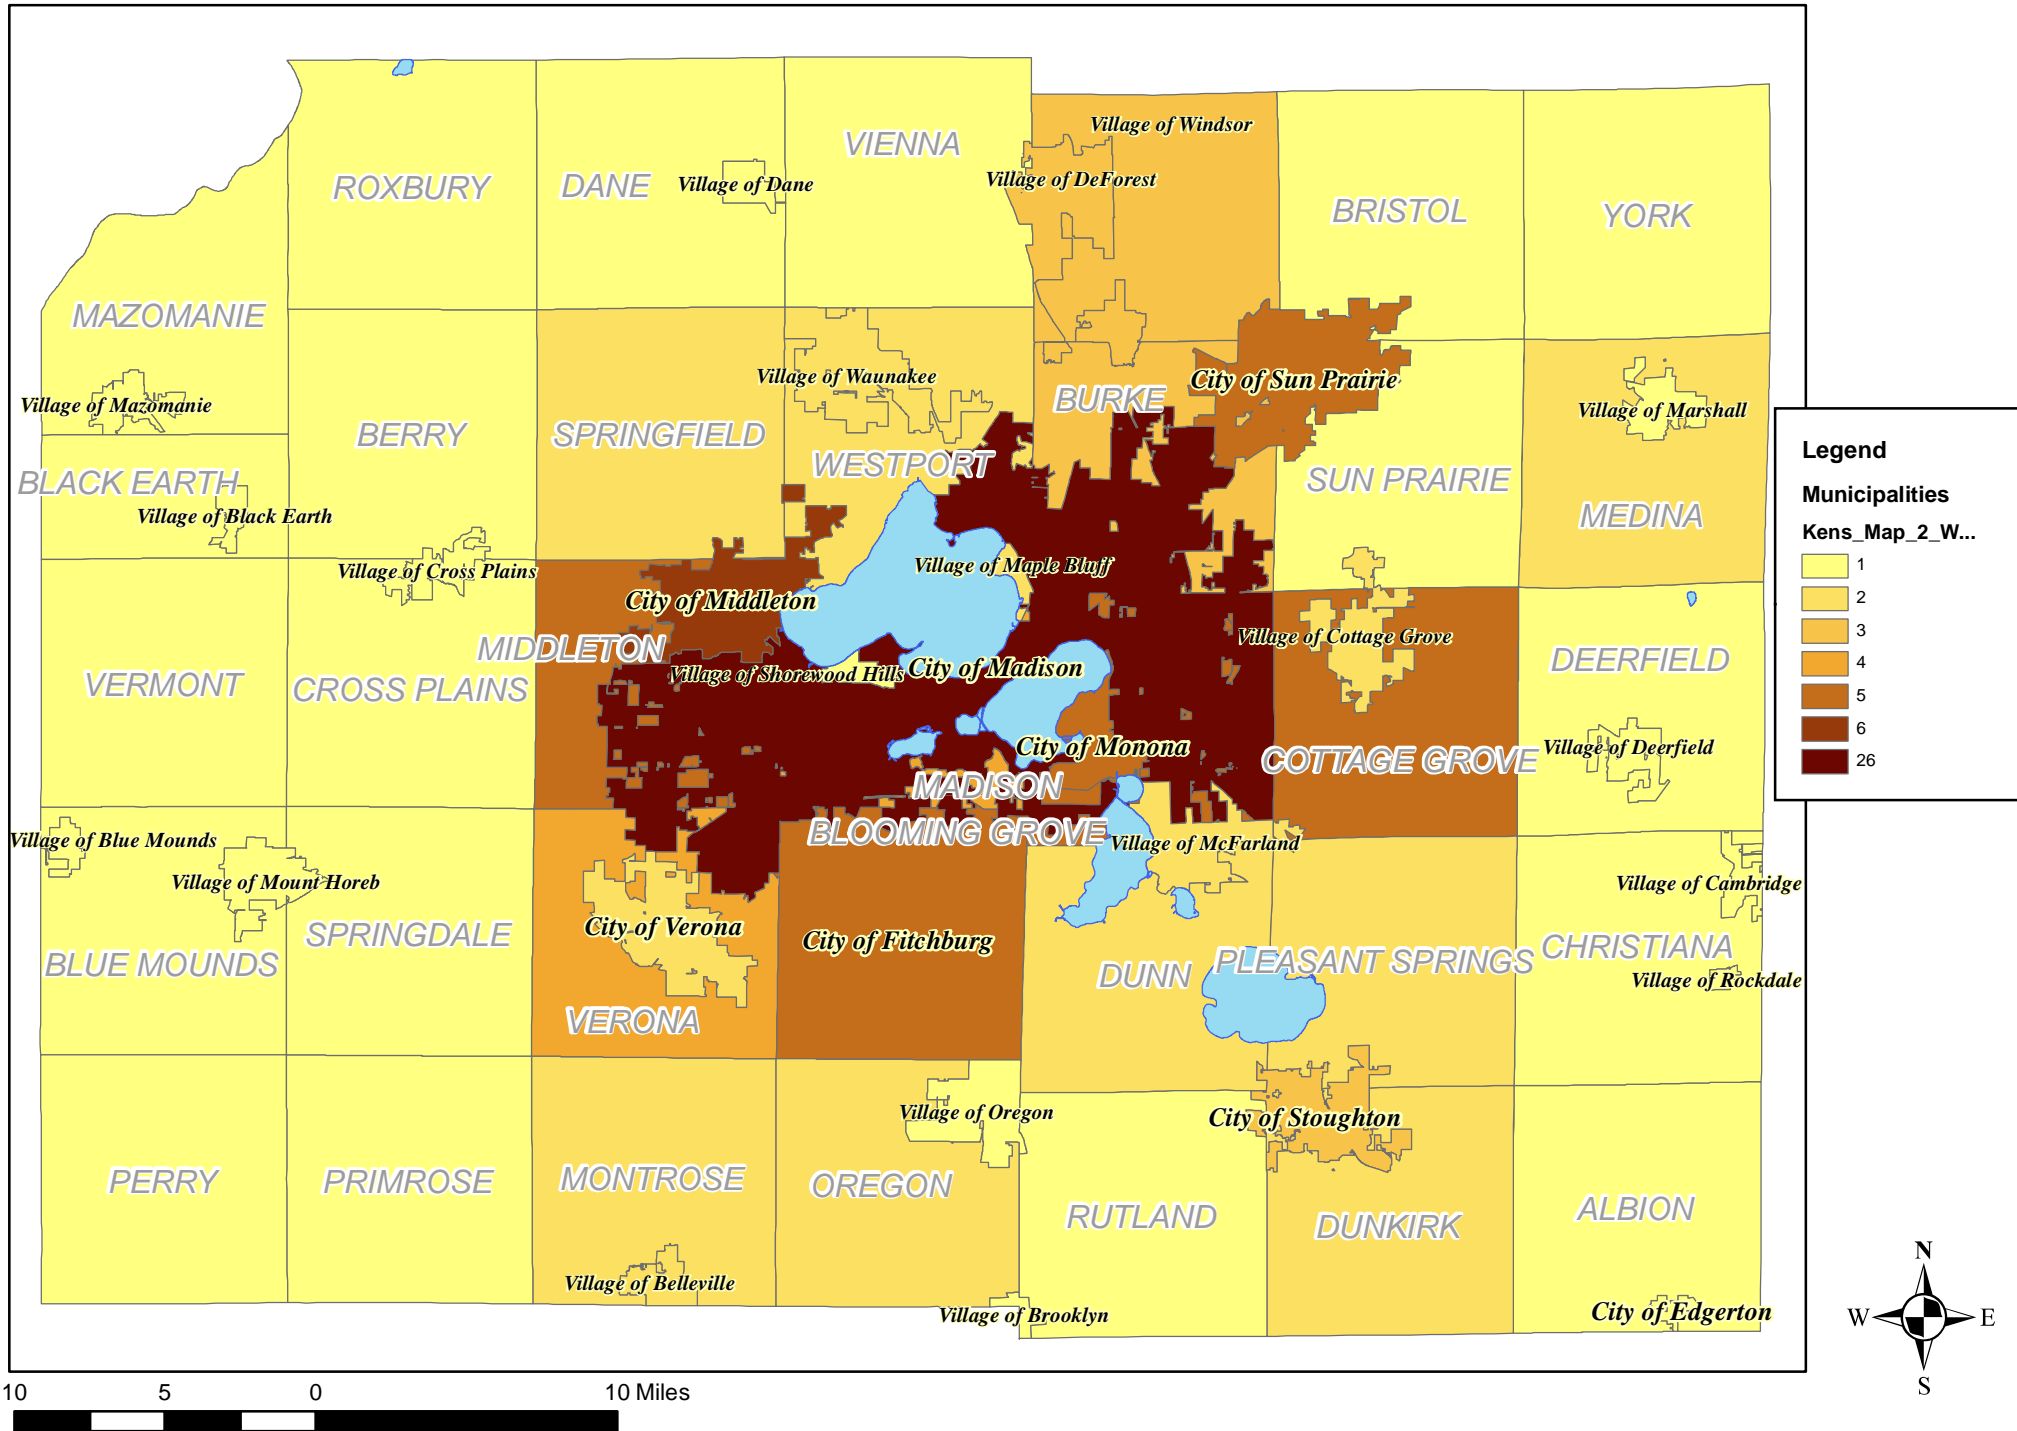 Village of Windsor
VIENNA
Village of DeForest
ROXBURY
DANE
Village of Dane
BRISTOL
YORK
MAZOMANIE
Village of Waunakee
City of Sun Prairie
BURKE
Village of Mazomanie
Village of Marshall
BERRY
SPRINGFIELD
WESTPORT
BLACK EARTH
SUN PRAIRIE
Village of Black Earth
MEDINA
Village of Cross Plains
Village of Maple Bluff
City of Middleton
Village of Cottage Grove
MIDDLETON
DEERFIELD
City of Madison
Village of Shorewood Hills
VERMONT
CROSS PLAINS
City of Monona
Village of Deerfield
COTTAGE GROVE
MADISON
BLOOMING GROVE
Village of Blue Mounds
Village of McFarland
Village of Mount Horeb
Village of Cambridge
City of Verona
SPRINGDALE
City of Fitchburg
CHRISTIANA
BLUE MOUNDS
DUNN
PLEASANT SPRINGS
Village of Rockdale
VERONA
Village of Oregon
City of Stoughton
PERRY
PRIMROSE
MONTROSE
OREGON
RUTLAND
DUNKIRK
ALBION
Village of Belleville
Village of Brooklyn
City of Edgerton
Legend
Municipalities
Kens_Map_2_W...
1
2
3
4
5
6
26
N
W E
S
10 5 0 10 Miles